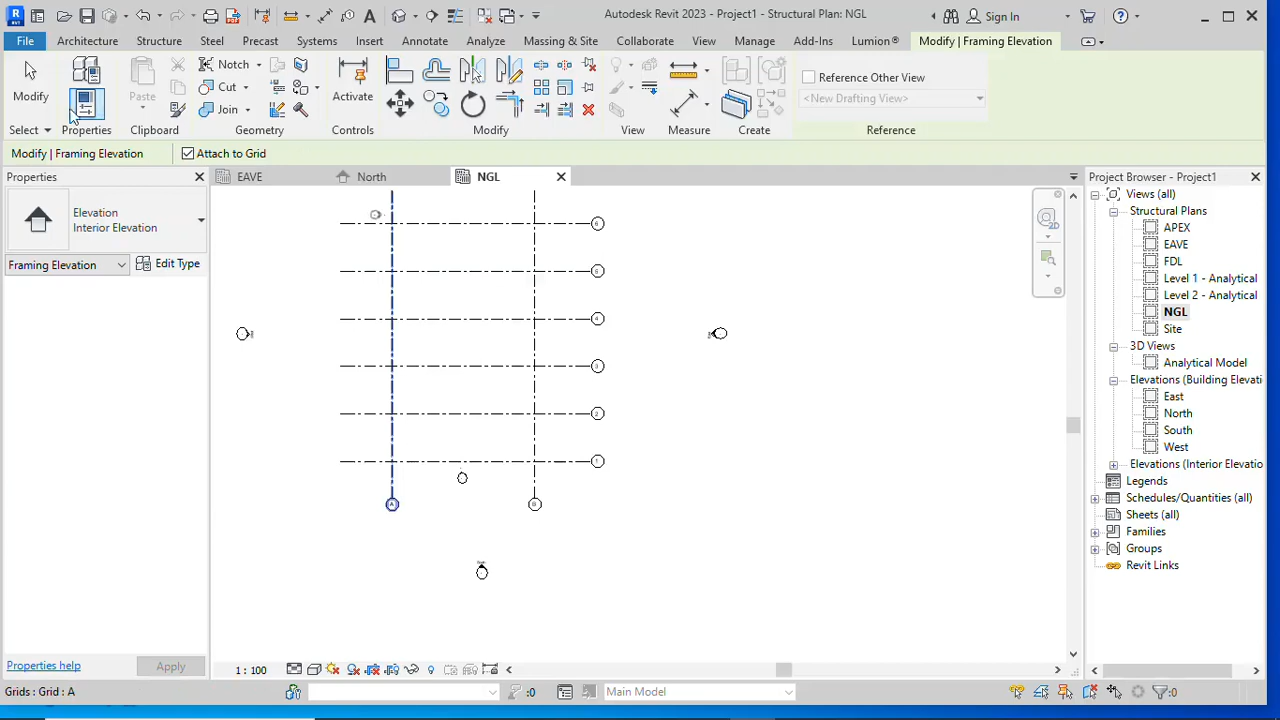 Autodesk Revit 2023 - Project1 - Structural Plan: NGL
Sign In
File Architecture Structure Steel Precast Systems Insert Annotate Analyze Massing & Site Collaborate View Manage Add-Ins Lumion® Modify | Framing Elevation
Modify
Paste
Notch
Cut
Join
Activate
Reference Other View
<New Drafting View>
Select Properties Clipboard Geometry Controls Modify View Measure Create Reference
Modify | Framing Elevation Attach to Grid
Properties
EAVE North NGL
Project Browser - Project1
Elevation
Interior Elevation
Framing Elevation Edit Type
Views (all)
Structural Plans
APEX
EAVE
FDL
Level 1 - Analytical
Level 2 - Analytical
NGL
Site
3D Views
Analytical Model
Elevations (Building Elevati
East
North
South
West
Elevations (Interior Elevatio
Legends
Schedules/Quantities (all)
Sheets (all)
Families
Groups
Revit Links
2D
4
3
2
1
A
Properties help Apply
1 : 100
Grids : Grid : A
:0
Main Model
:0